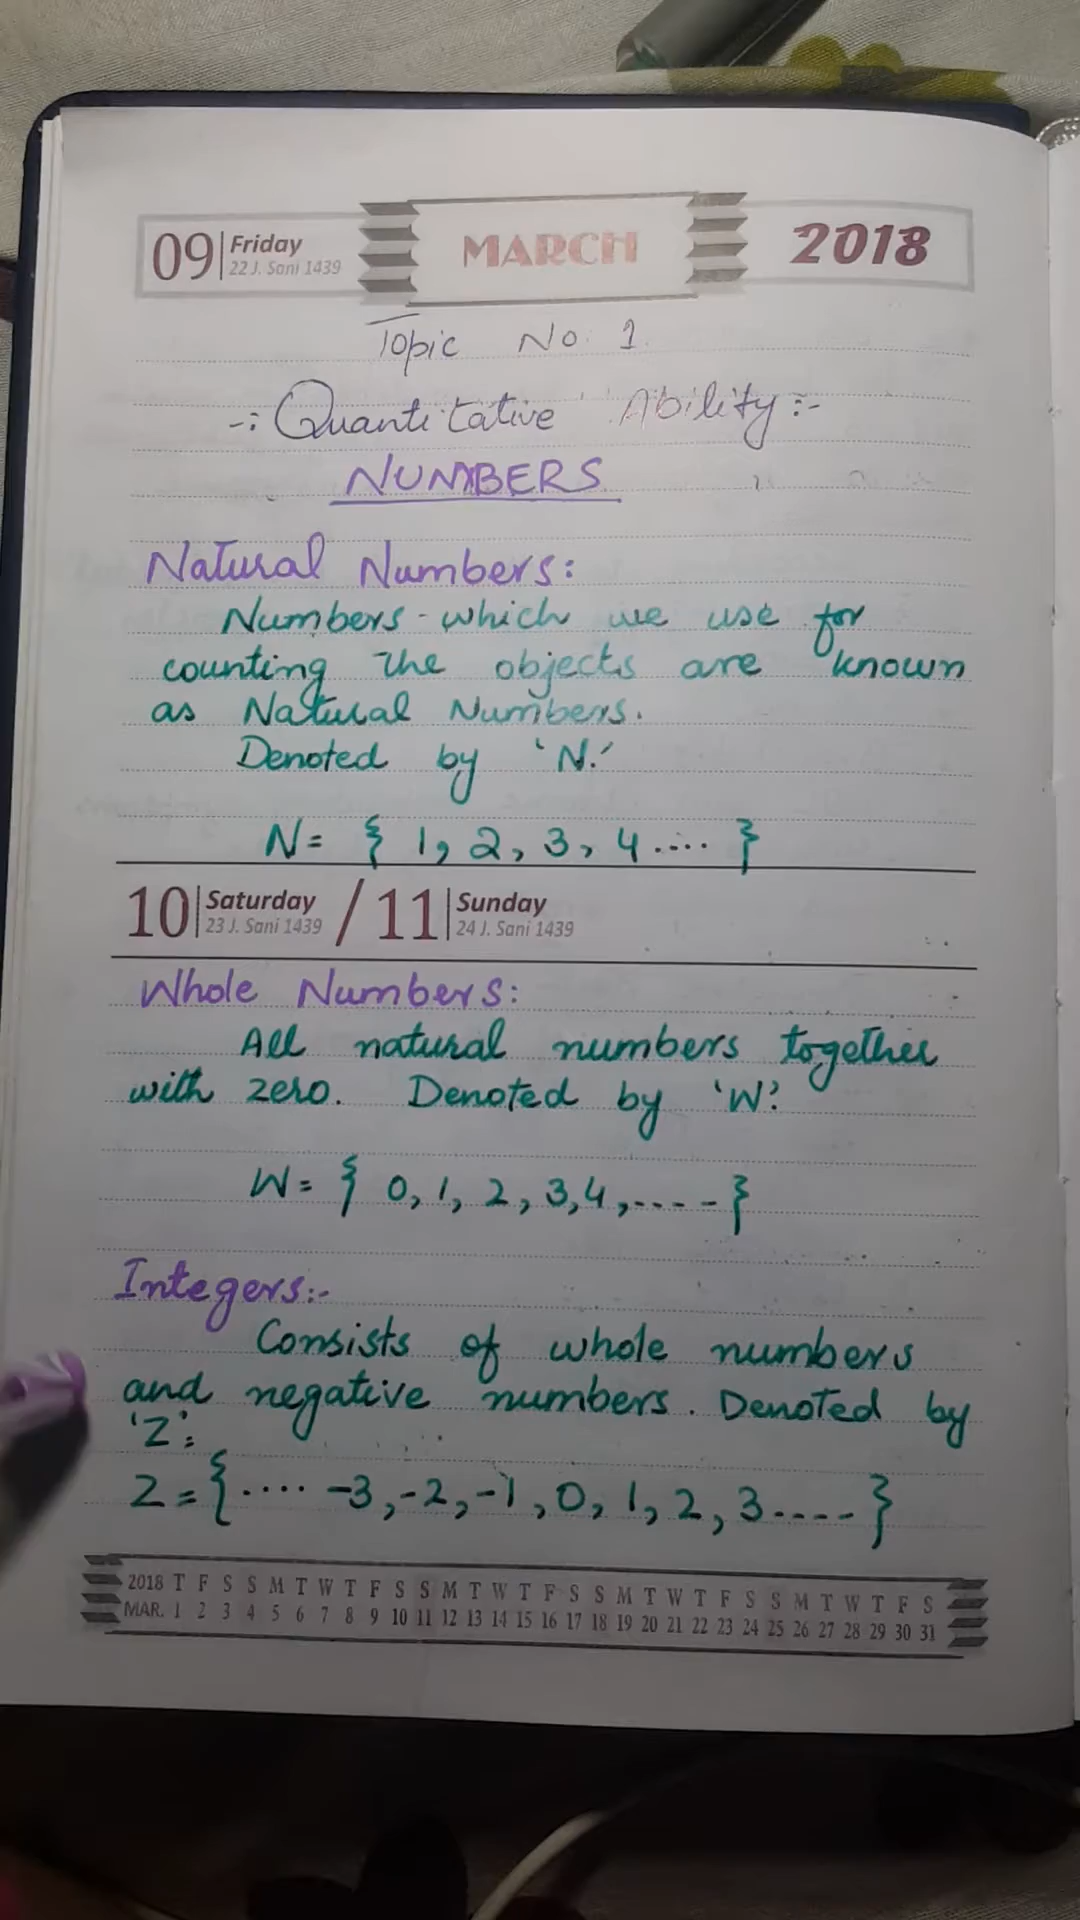 09 Friday 22 J. Sani 1439 MARCH 2018
Topic No. 1
-: Quantitative Ability :-
NUMBERS
Natural Numbers:
Numbers which we use for
counting the objects are known
as Natural Numbers.
Denoted by 'N.'
N = { 1, 2, 3, 4 .... }
10 Saturday 23 J. Sani 1439 / 11 Sunday 24 J. Sani 1439
Whole Numbers:
All natural numbers together
with zero. Denoted by 'W'.
W = { 0, 1, 2, 3, 4, ---- }
Integers:-
Consists of whole numbers
and negative numbers. Denoted by
'Z':
Z = { .... -3, -2, -1, 0, 1, 2, 3 ---- }
2018 T F S S M T W T F S S M T W T F S S M T W T F S S M T W T F S
MAR. 1 2 3 4 5 6 7 8 9 10 11 12 13 14 15 16 17 18 19 20 21 22 23 24 25 26 27 28 29 30 31